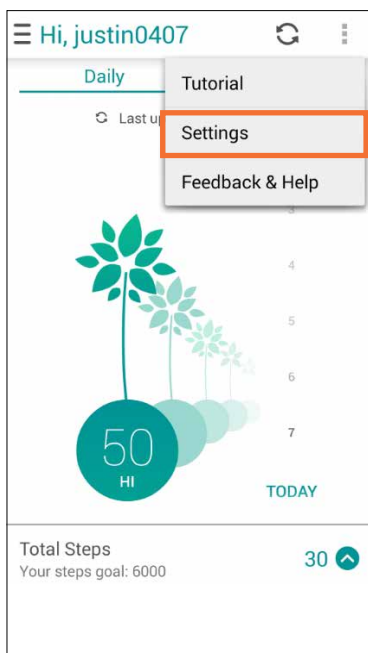 Hi, justin0407
Daily
Tutorial
Last u
Settings
Feedback & Help
3
4
5
6
7
50
HI
TODAY
Total Steps
Your steps goal: 6000
30